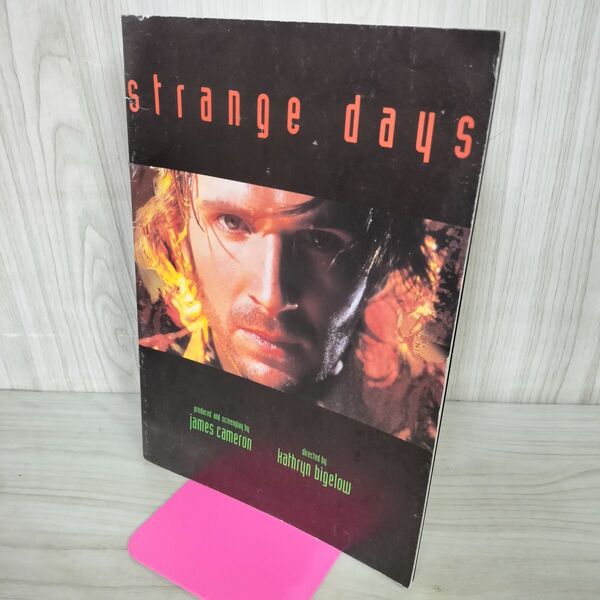 strange days
produced and screenplay by
james cameron
directed by
kathryn bigelow